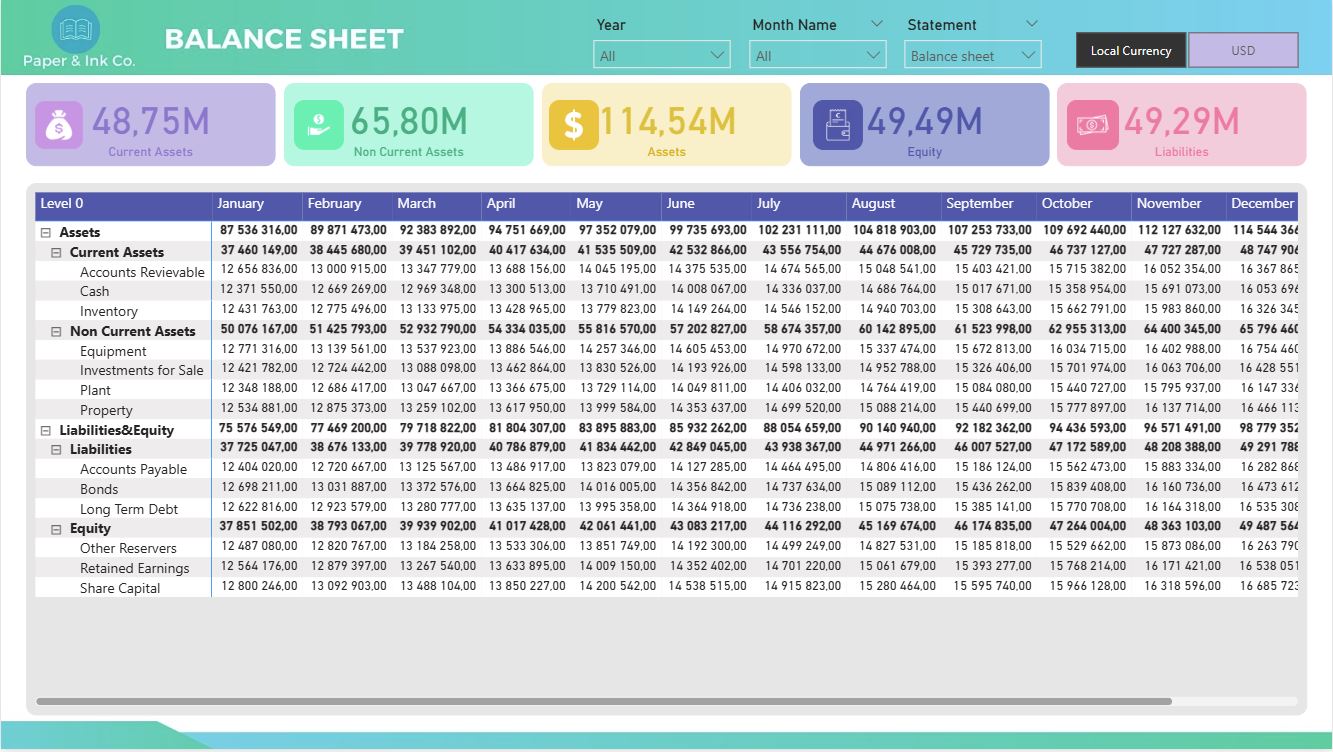 Paper & Ink Co.
BALANCE SHEET
Year
All
Month Name
All
Statement
Balance sheet
Local Currency
USD
48,75M
Current Assets
65,80M
Non Current Assets
114,54M
Assets
49,49M
Equity
49,29M
Liabilities
Level 0 January February March April May June July August September October November December
Assets 87 536 316,00 89 871 473,00 92 383 892,00 94 751 669,00 97 352 079,00 99 735 693,00 102 231 111,00 104 818 903,00 107 253 733,00 109 692 440,00 112 127 632,00 114 544 366
Current Assets 37 460 149,00 38 445 680,00 39 451 102,00 40 417 634,00 41 535 509,00 42 532 866,00 43 556 754,00 44 676 008,00 45 729 735,00 46 737 127,00 47 727 287,00 48 747 906
Accounts Revievable 12 656 836,00 13 000 915,00 13 347 779,00 13 688 156,00 14 045 195,00 14 375 535,00 14 674 565,00 15 048 541,00 15 403 421,00 15 715 382,00 16 052 354,00 16 367 865
Cash 12 371 550,00 12 669 269,00 12 969 348,00 13 300 513,00 13 710 491,00 14 008 067,00 14 336 037,00 14 686 764,00 15 017 671,00 15 358 954,00 15 691 073,00 16 053 696
Inventory 12 431 763,00 12 775 496,00 13 133 975,00 13 428 965,00 13 779 823,00 14 149 264,00 14 546 152,00 14 940 703,00 15 308 643,00 15 662 791,00 15 983 860,00 16 326 345
Non Current Assets 50 076 167,00 51 425 793,00 52 932 790,00 54 334 035,00 55 816 570,00 57 202 827,00 58 674 357,00 60 142 895,00 61 523 998,00 62 955 313,00 64 400 345,00 65 796 460
Equipment 12 771 316,00 13 139 561,00 13 537 923,00 13 886 546,00 14 257 346,00 14 605 453,00 14 970 672,00 15 337 474,00 15 672 813,00 16 034 715,00 16 402 988,00 16 754 460
Investments for Sale 12 421 782,00 12 724 442,00 13 088 098,00 13 462 864,00 13 830 526,00 14 193 926,00 14 598 133,00 14 952 788,00 15 326 406,00 15 701 974,00 16 063 706,00 16 428 551
Plant 12 348 188,00 12 686 417,00 13 047 667,00 13 366 675,00 13 729 114,00 14 049 811,00 14 406 032,00 14 764 419,00 15 084 080,00 15 440 727,00 15 795 937,00 16 147 336
Property 12 534 881,00 12 875 373,00 13 259 102,00 13 617 950,00 13 999 584,00 14 353 637,00 14 699 520,00 15 088 214,00 15 440 699,00 15 777 897,00 16 137 714,00 16 466 113
Liabilities&Equity 75 576 549,00 77 469 200,00 79 718 822,00 81 804 307,00 83 895 883,00 85 932 262,00 88 054 659,00 90 140 940,00 92 182 362,00 94 436 593,00 96 571 491,00 98 779 352
Liabilities 37 725 047,00 38 676 133,00 39 778 920,00 40 786 879,00 41 834 442,00 42 849 045,00 43 938 367,00 44 971 266,00 46 007 527,00 47 172 589,00 48 208 388,00 49 291 788
Accounts Payable 12 404 020,00 12 720 667,00 13 125 567,00 13 486 917,00 13 823 079,00 14 127 285,00 14 464 495,00 14 806 416,00 15 186 124,00 15 562 473,00 15 883 334,00 16 282 868
Bonds 12 698 211,00 13 031 887,00 13 372 576,00 13 664 825,00 14 016 005,00 14 356 842,00 14 737 634,00 15 089 112,00 15 436 262,00 15 839 408,00 16 160 736,00 16 473 612
Long Term Debt 12 622 816,00 12 923 579,00 13 280 777,00 13 635 137,00 13 995 358,00 14 364 918,00 14 736 238,00 15 075 738,00 15 385 141,00 15 770 708,00 16 164 318,00 16 535 308
Equity 37 851 502,00 38 793 067,00 39 939 902,00 41 017 428,00 42 061 441,00 43 083 217,00 44 116 292,00 45 169 674,00 46 174 835,00 47 264 004,00 48 363 103,00 49 487 564
Other Reservers 12 487 080,00 12 820 767,00 13 184 258,00 13 533 306,00 13 851 749,00 14 192 300,00 14 499 249,00 14 827 531,00 15 185 818,00 15 529 662,00 15 873 086,00 16 263 790
Retained Earnings 12 564 176,00 12 879 397,00 13 267 540,00 13 633 895,00 14 009 150,00 14 352 402,00 14 701 220,00 15 061 679,00 15 393 277,00 15 768 214,00 16 171 421,00 16 538 051
Share Capital 12 800 246,00 13 092 903,00 13 488 104,00 13 850 227,00 14 200 542,00 14 538 515,00 14 915 823,00 15 280 464,00 15 595 740,00 15 966 128,00 16 318 596,00 16 685 723